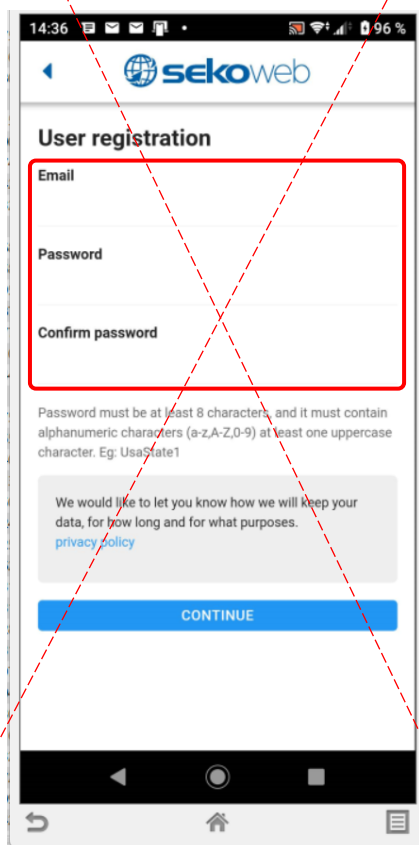 14:36 96 %
sekoweb
User registration
Email
Password
Confirm password
Password must be at least 8 characters, and it must contain
alphanumeric characters (a-z,A-Z,0-9) at least one uppercase
character. Eg: UsaState1
We would like to let you know how we will keep your
data, for how long and for what purposes.
privacy policy
CONTINUE